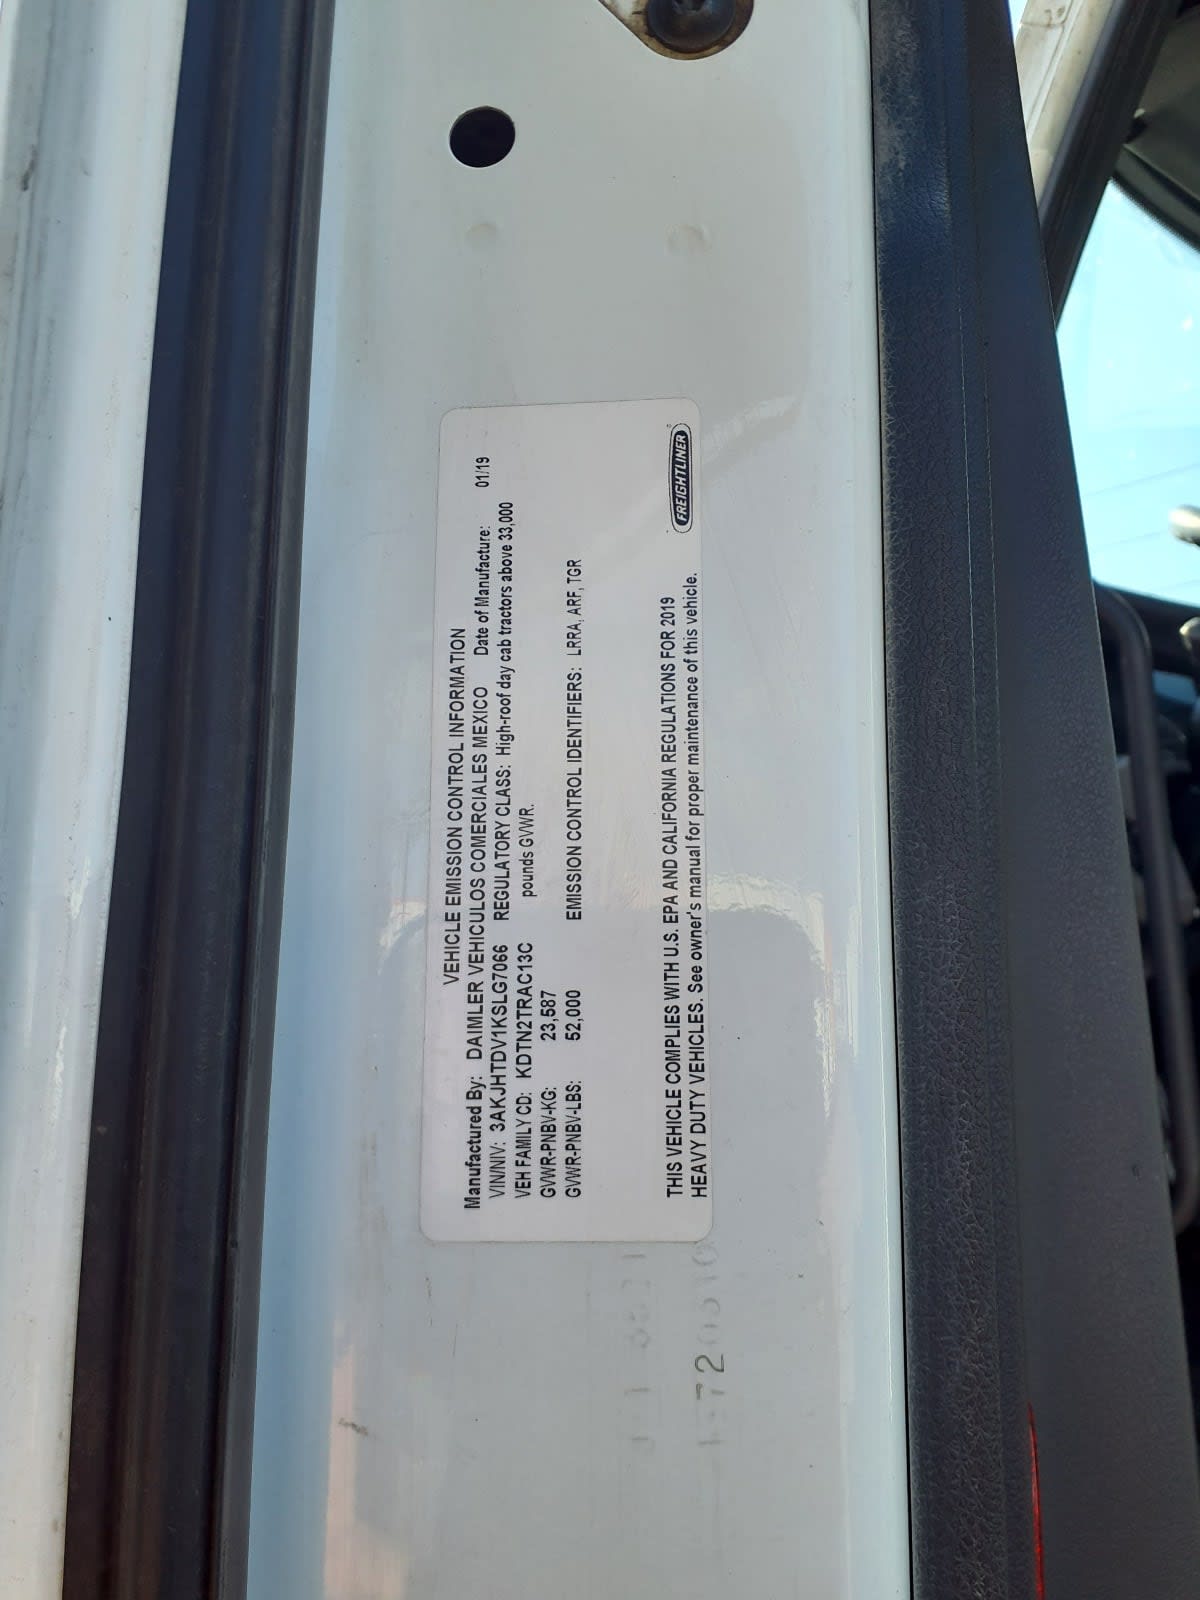 VEHICLE EMISSION CONTROL INFORMATION
Manufactured By: DAIMLER VEHICULOS COMERCIALES MEXICO Date of Manufacture: 01/19
VIN/NIV: 3AKJHTDV1KSLG7066 REGULATORY CLASS: High-roof day cab tractors above 33,000
pounds GVWR.
VEH FAMILY CD: KDTN2TRAC13C
GVWR-PNBV-KG: 23,587
GVWR-PNBV-LBS: 52,000 EMISSION CONTROL IDENTIFIERS: LRRA, ARF, TGR
THIS VEHICLE COMPLIES WITH U.S. EPA AND CALIFORNIA REGULATIONS FOR 2019
HEAVY DUTY VEHICLES. See owner's manual for proper maintenance of this vehicle.
FREIGHTLINER